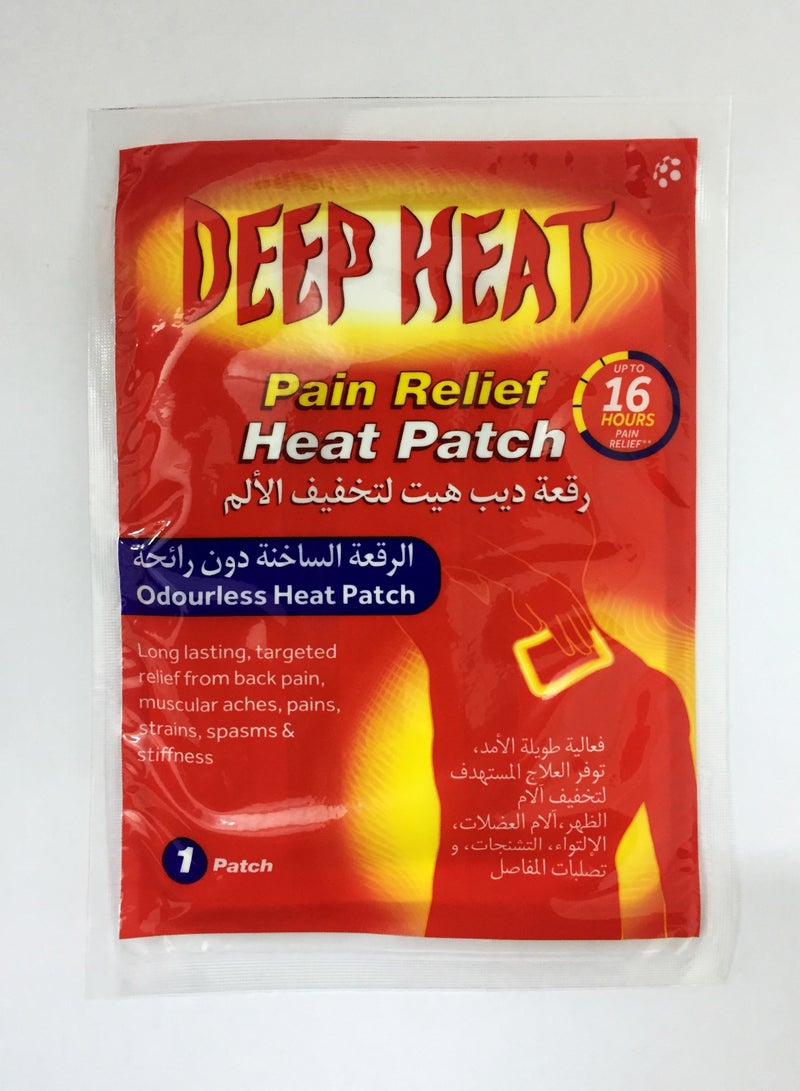 DEEP HEAT
Pain Relief
Heat Patch
UP TO
16
HOURS
PAIN
RELIEF**
رقعة ديب هيت لتخفيف الألم
الرقعة الساخنة دون رائحة
Odourless Heat Patch
Long lasting, targeted
relief from back pain,
muscular aches, pains,
strains, spasms &
stiffness
فعالية طويلة الأمد،
توفر العلاج المستهدف
لتخفيف آلام
الظهر، آلام العضلات،
الإلتواء، التشنجات، و
تصلبات المفاصل
1 Patch